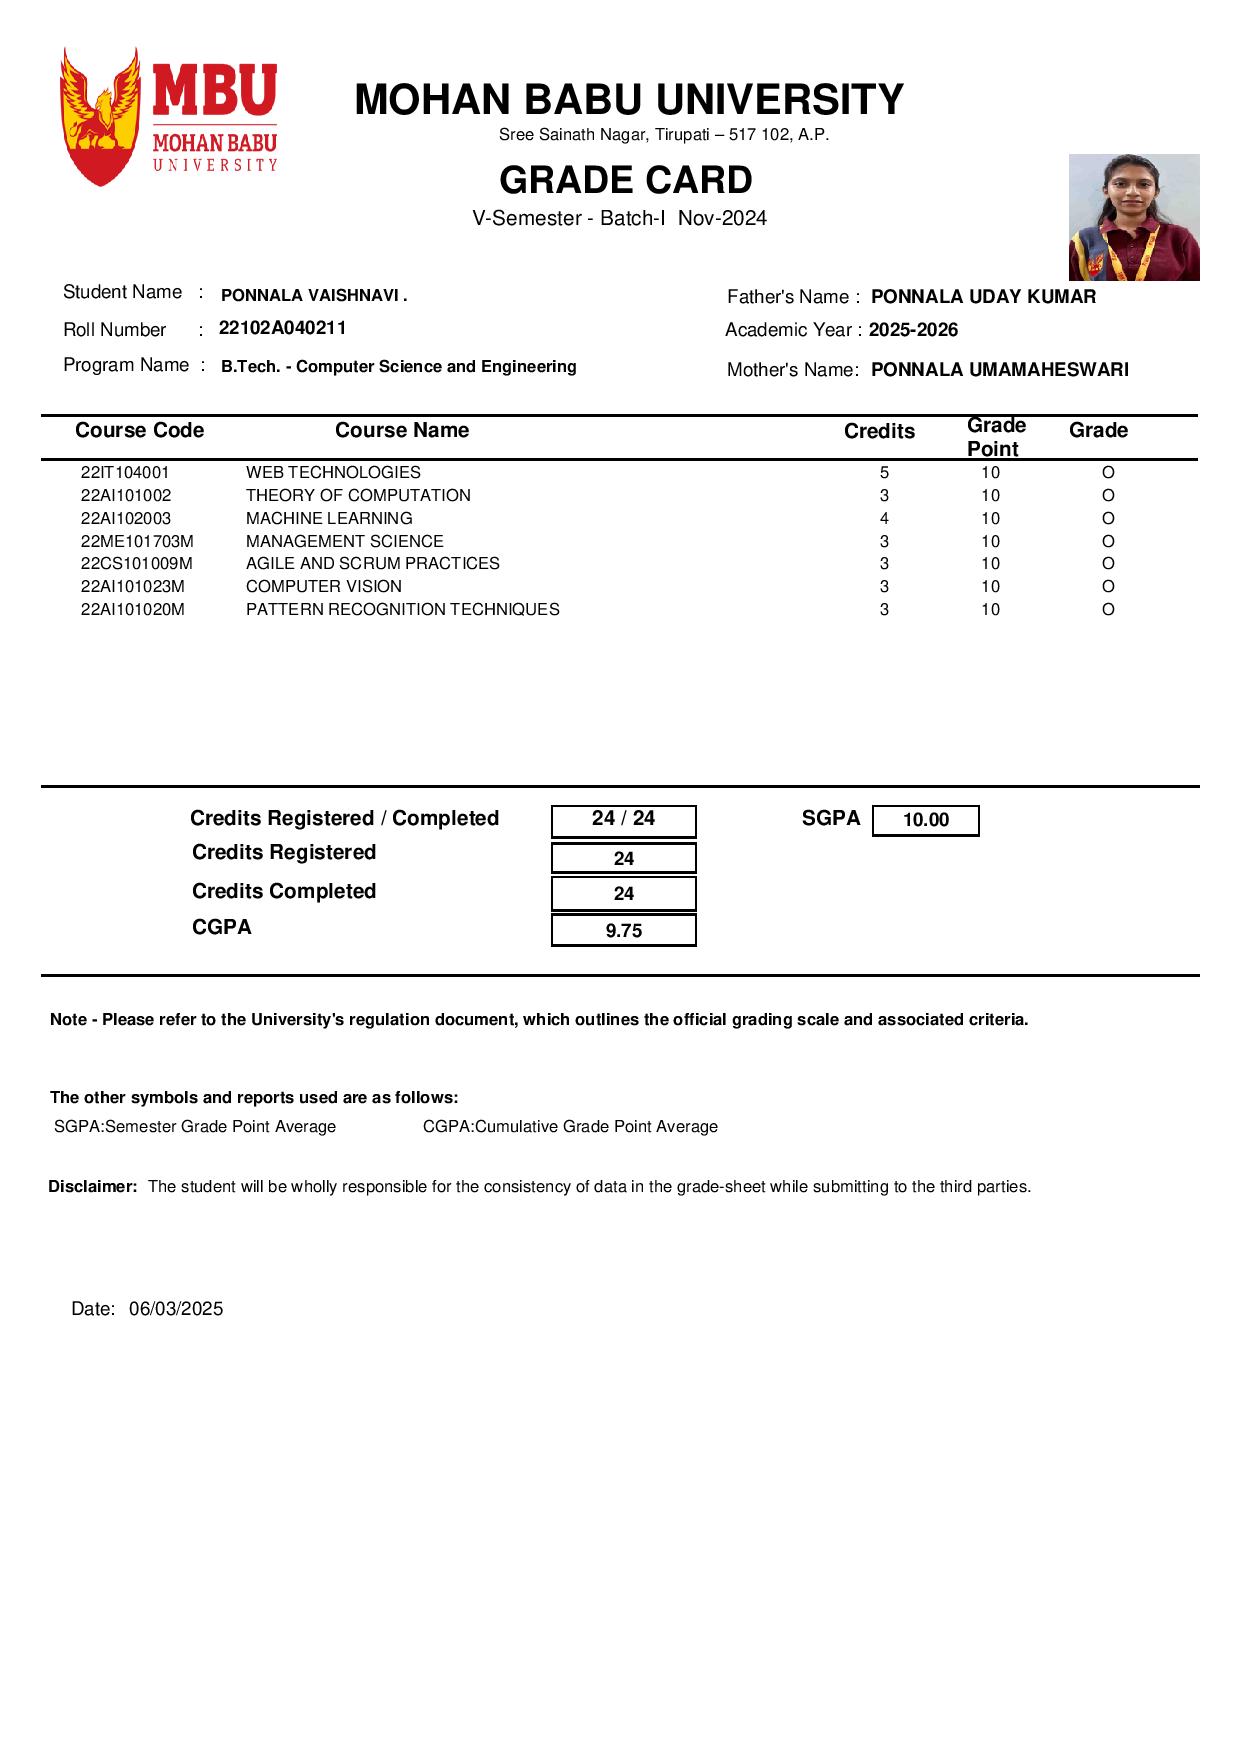 MBU
MOHAN BABU
UNIVERSITY
MOHAN BABU UNIVERSITY
Sree Sainath Nagar, Tirupati – 517 102, A.P.
GRADE CARD
V-Semester - Batch-I Nov-2024
Student Name : PONNALA VAISHNAVI . Father's Name : PONNALA UDAY KUMAR
Roll Number : 22102A040211 Academic Year : 2025-2026
Program Name : B.Tech. - Computer Science and Engineering Mother's Name: PONNALA UMAMAHESWARI
Course Code Course Name Credits Grade Point Grade
22IT104001 WEB TECHNOLOGIES 5 10 O
22AI101002 THEORY OF COMPUTATION 3 10 O
22AI102003 MACHINE LEARNING 4 10 O
22ME101703M MANAGEMENT SCIENCE 3 10 O
22CS101009M AGILE AND SCRUM PRACTICES 3 10 O
22AI101023M COMPUTER VISION 3 10 O
22AI101020M PATTERN RECOGNITION TECHNIQUES 3 10 O
Credits Registered / Completed 24 / 24 SGPA 10.00
Credits Registered 24
Credits Completed 24
CGPA 9.75
Note - Please refer to the University's regulation document, which outlines the official grading scale and associated criteria.
The other symbols and reports used are as follows:
SGPA:Semester Grade Point Average CGPA:Cumulative Grade Point Average
Disclaimer: The student will be wholly responsible for the consistency of data in the grade-sheet while submitting to the third parties.
Date: 06/03/2025